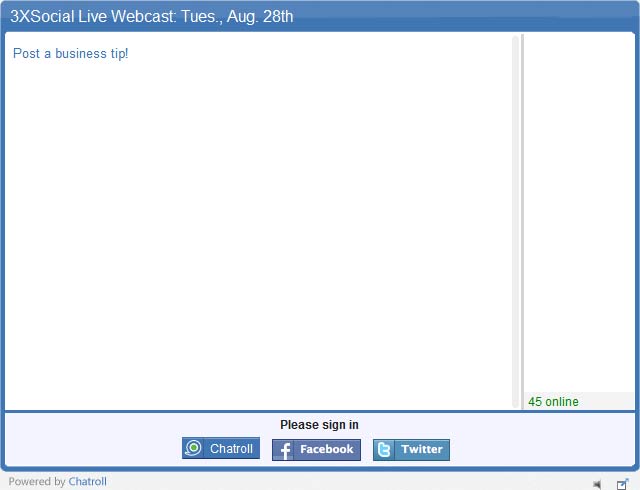 3XSocial Live Webcast: Tues., Aug. 28th
Post a business tip!
45 online
Please sign in
Chatroll
Facebook
Twitter
Powered by Chatroll